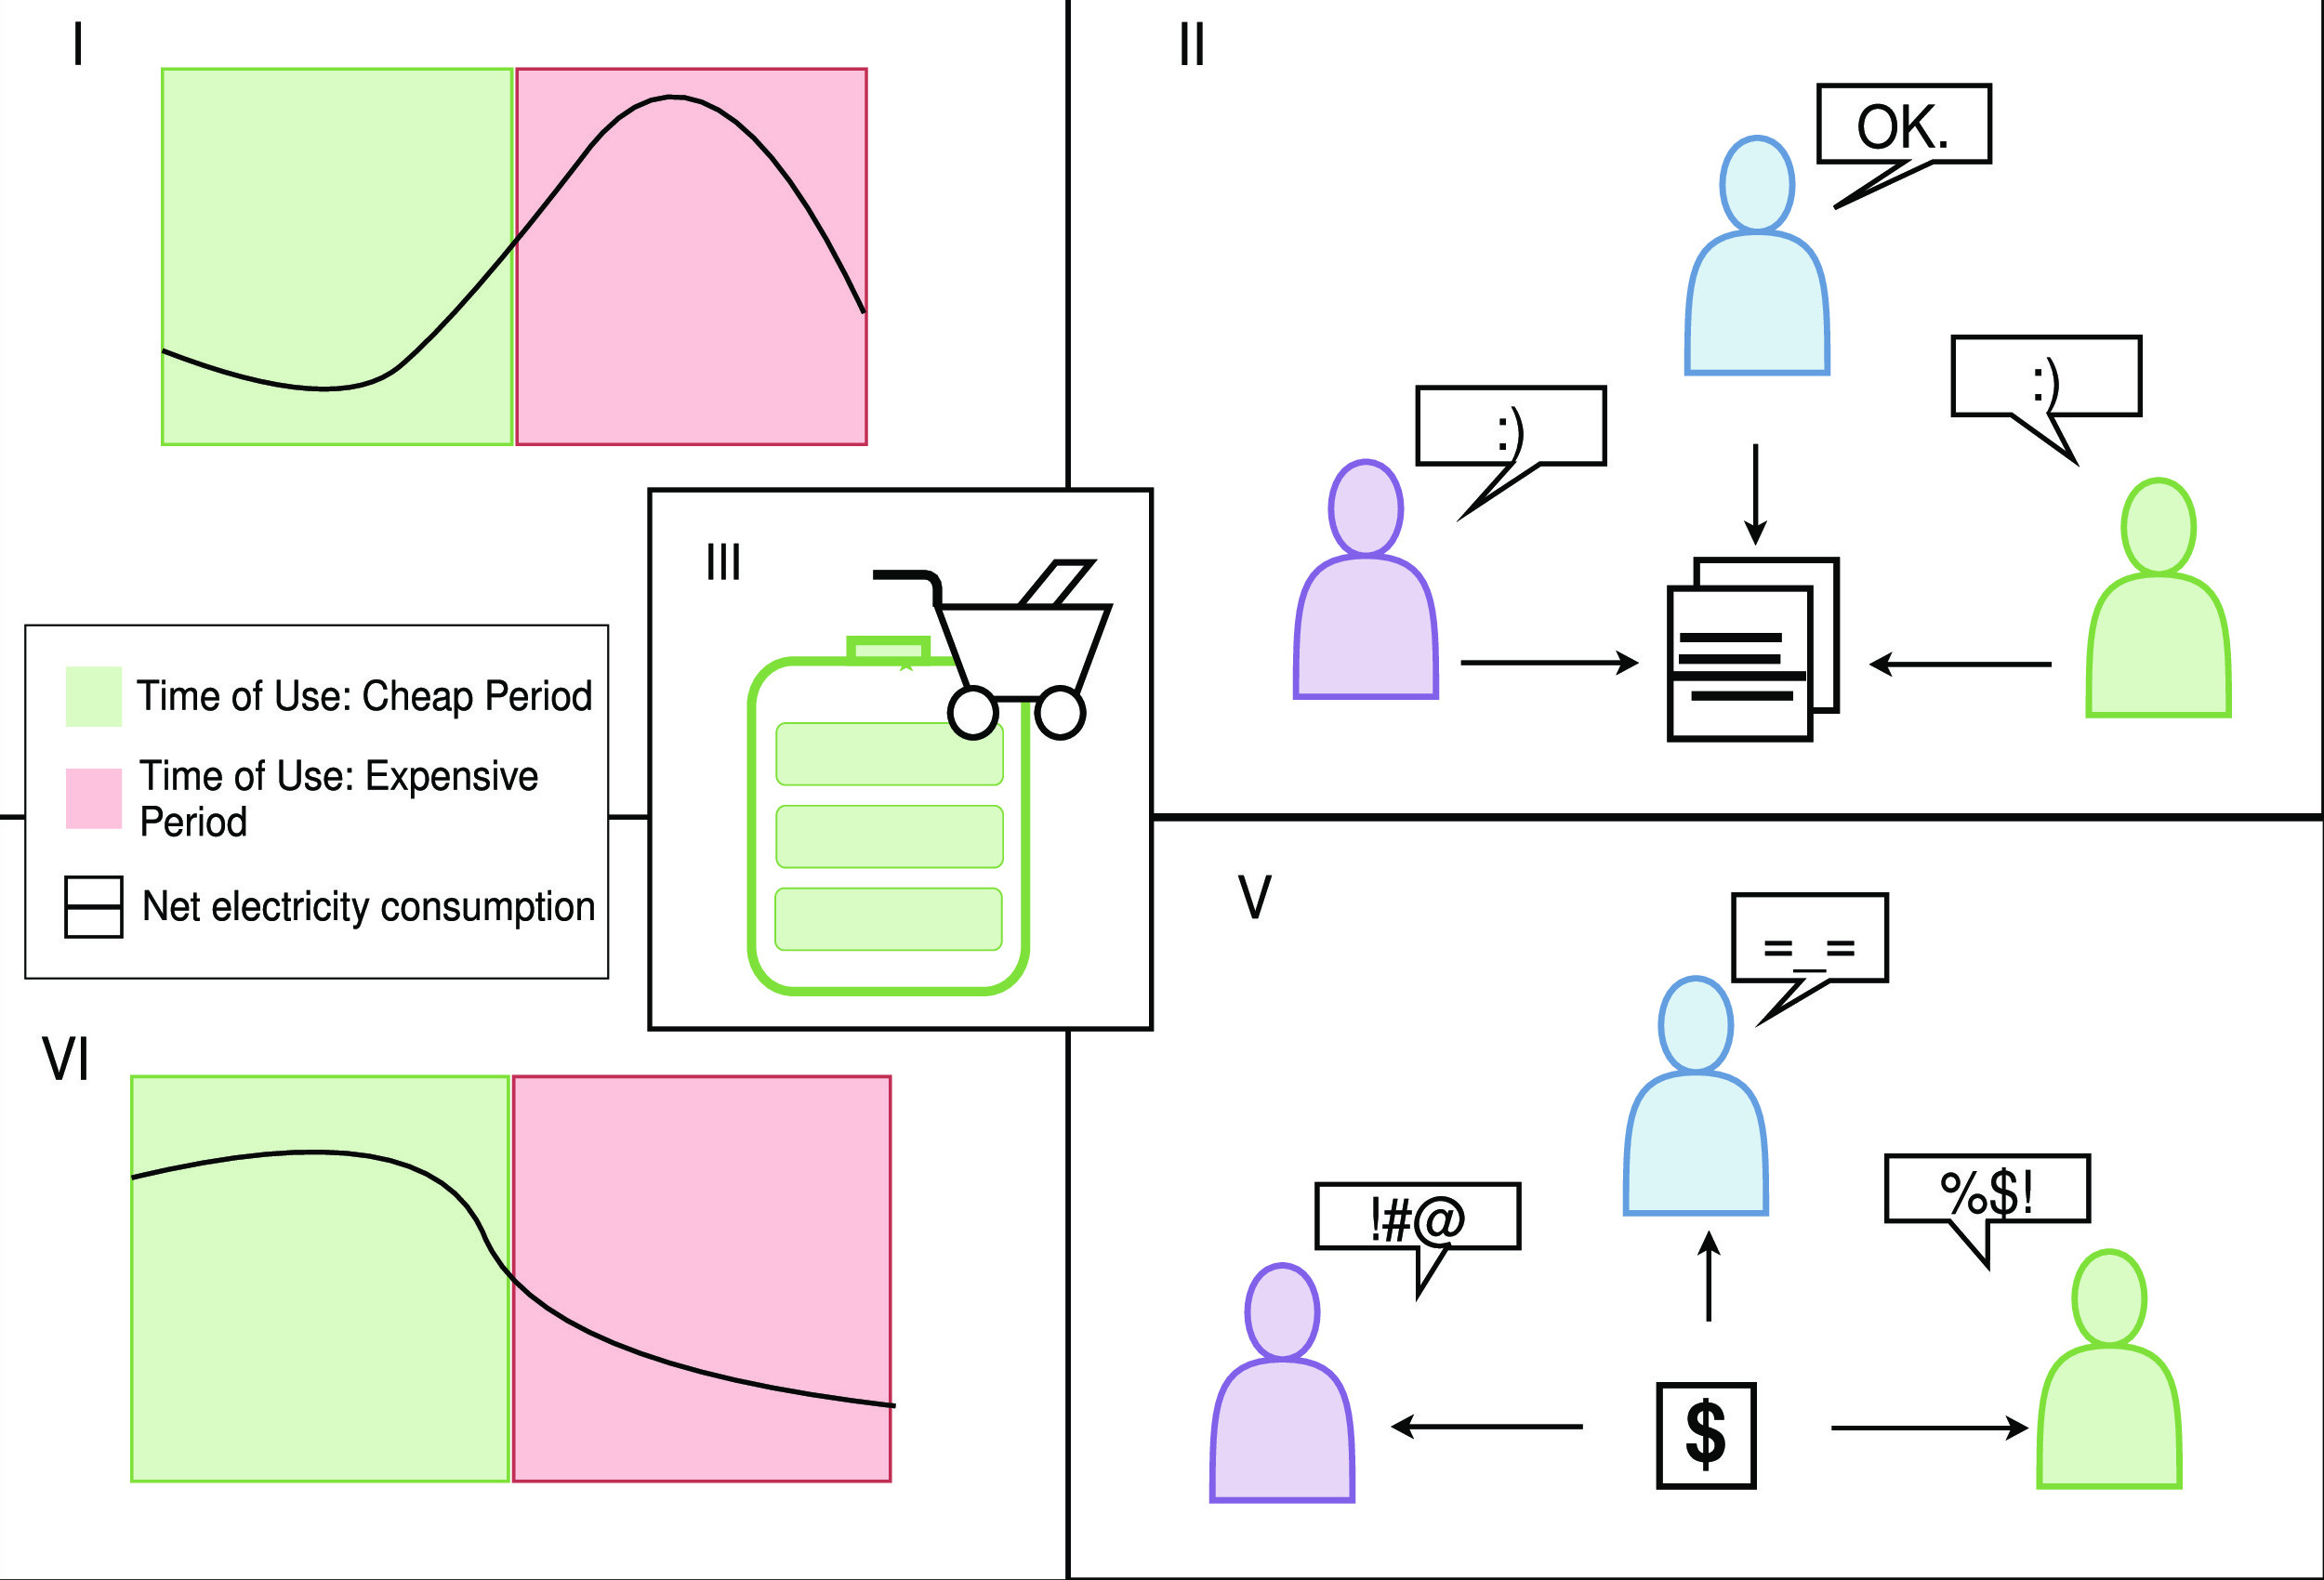 I
II
OK.
:)
:)
III
Time of Use: Cheap Period
Time of Use: Expensive
Period
Net electricity consumption
V
=_=
!#@
%$!
$
VI